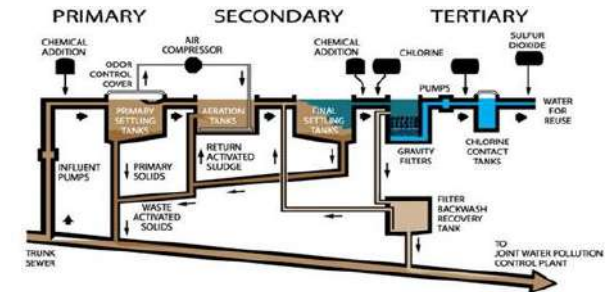 PRIMARY
SECONDARY
TERTIARY
CHEMICAL
ADDITION
ODOR
CONTROL
COVER
AIR
COMPRESSOR
CHEMICAL
ADDITION
CHLORINE
SULFUR
DIOXIDE
PUMPS
PRIMARY
SETTLING
TANKS
AERATION
TANKS
FINAL
SETTLING
TANKS
WATER
FOR
REUSE
GRAVITY
FILTERS
CHLORINE
CONTACT
TANKS
INFLUENT
PUMPS
PRIMARY
SOLIDS
RETURN
ACTIVATED
SLUDGE
WASTE
ACTIVATED
SOLIDS
FILTER
BACKWASH
RECOVERY
TANK
TRUNK
SEWER
TO
JOINT WATER POLLUTION
CONTROL PLANT